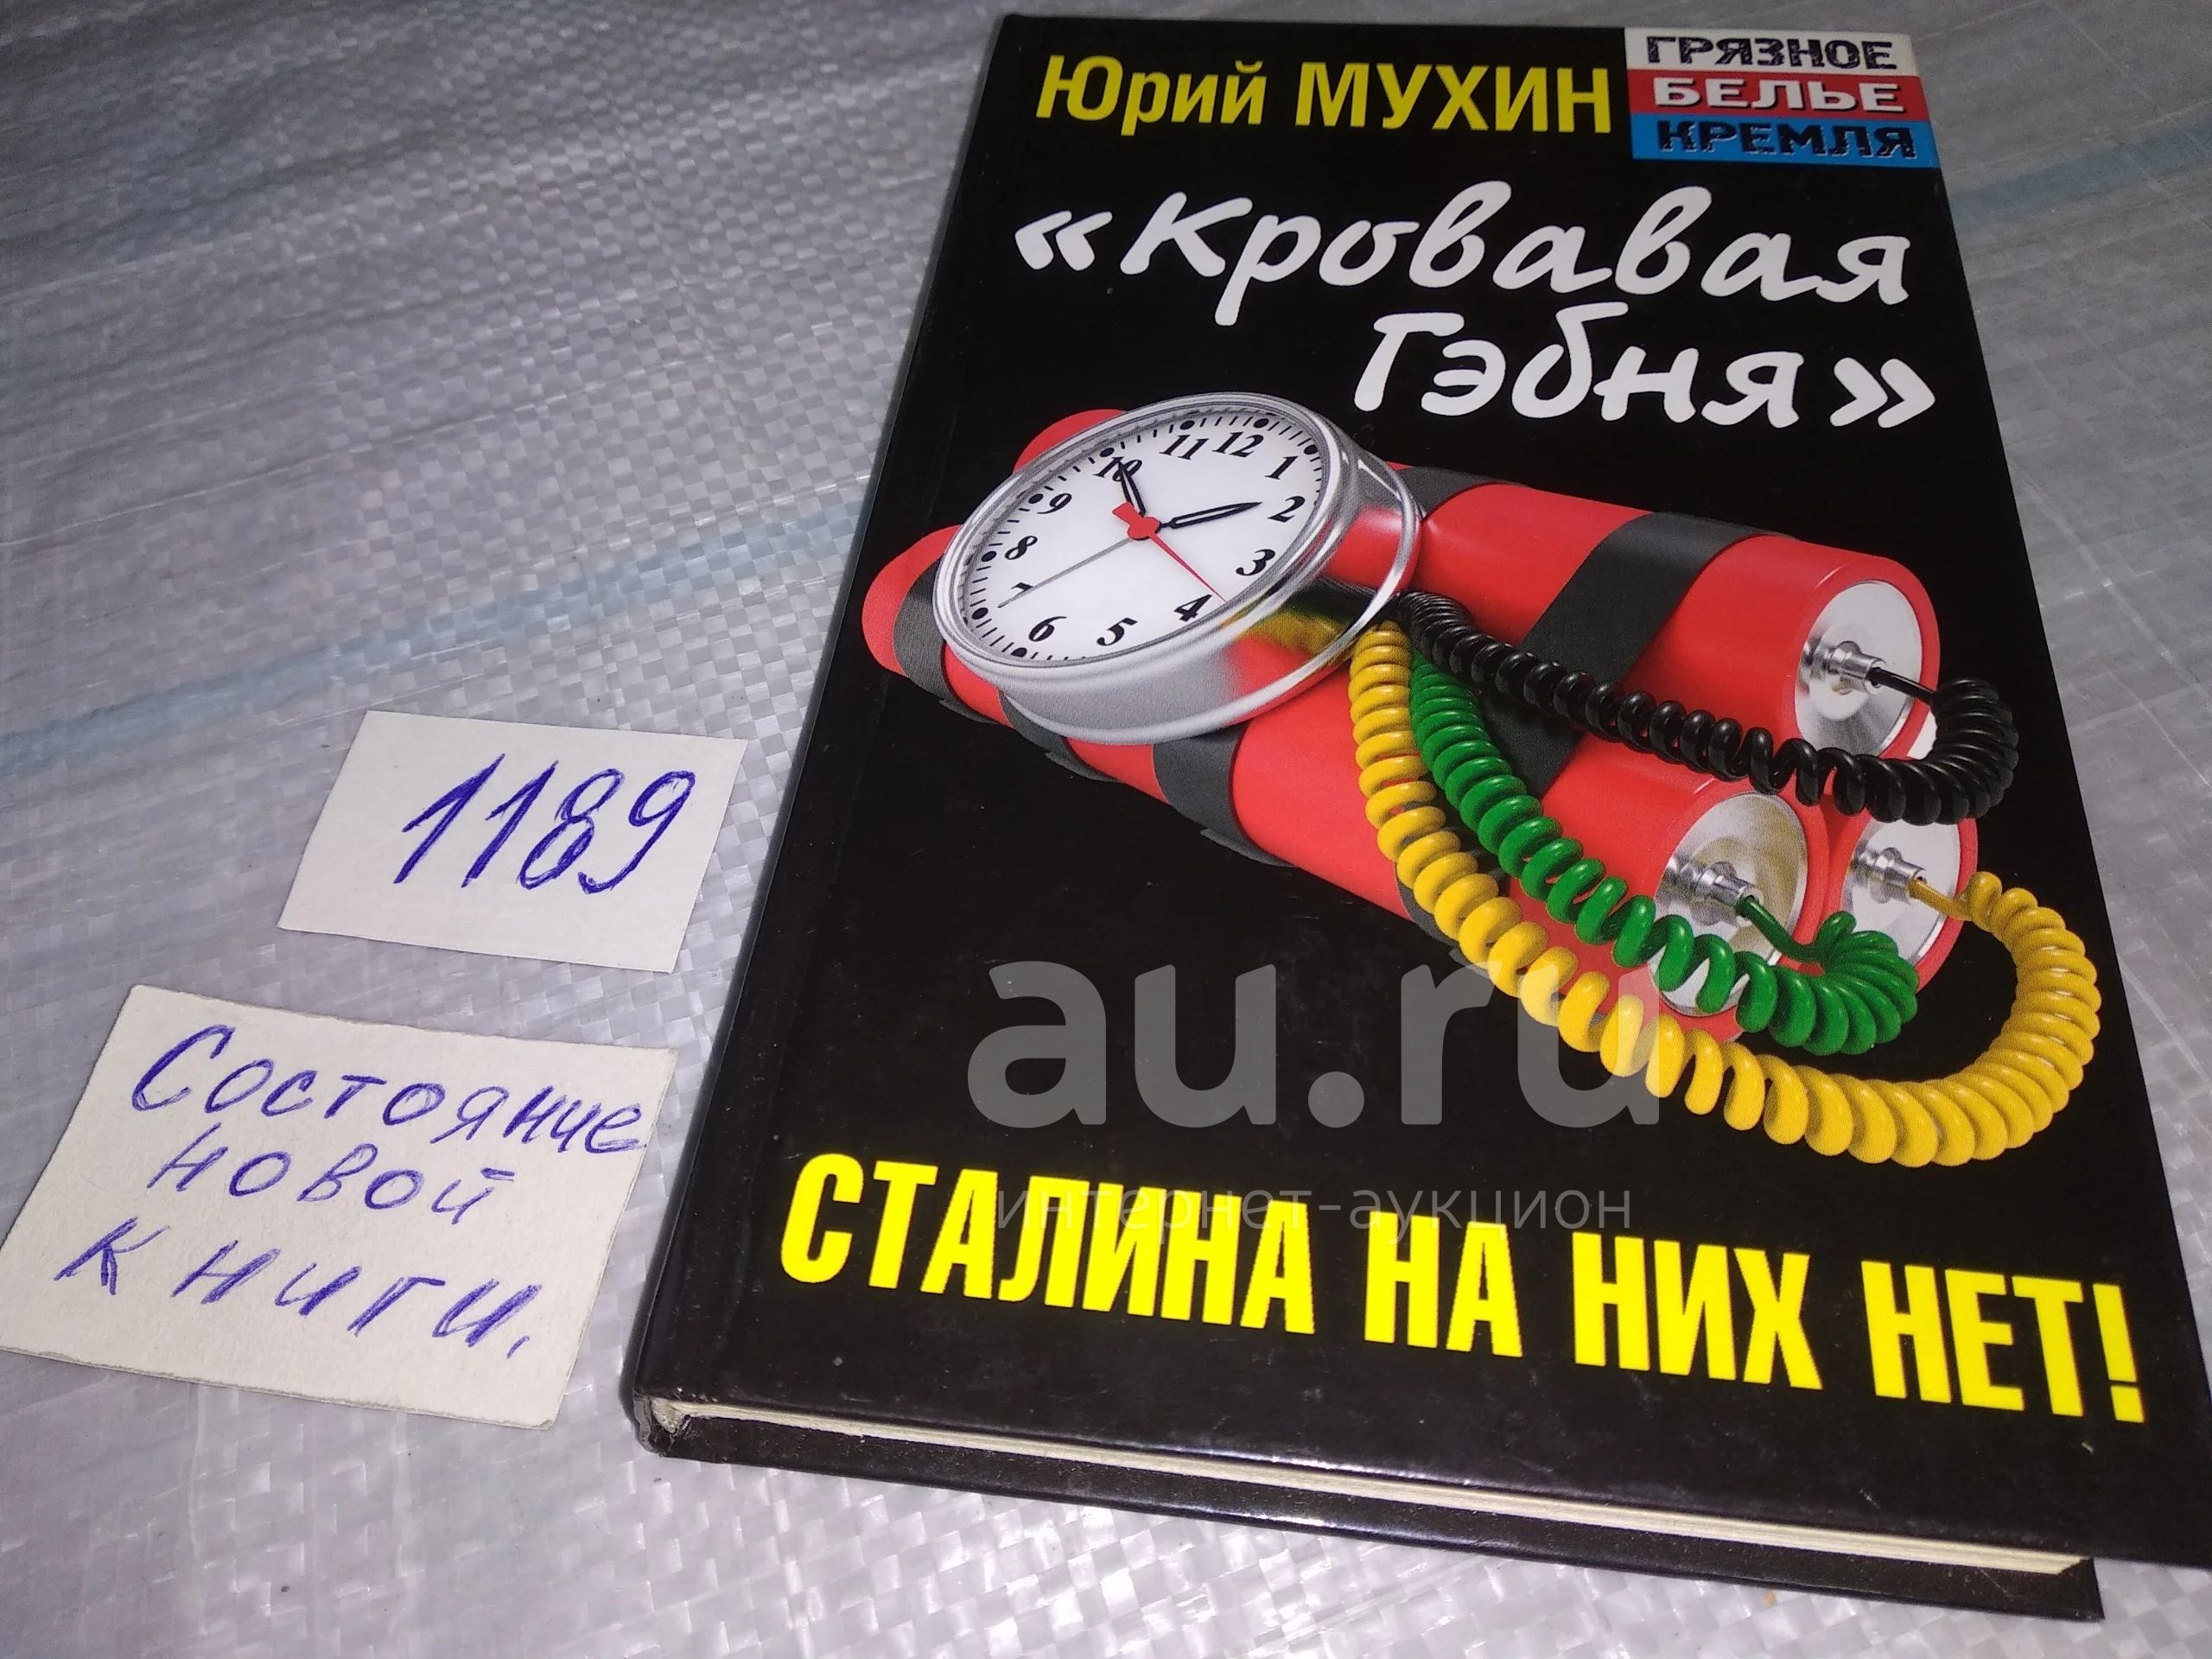 Юрий МУХИН
ГРЯЗНОЕ
БЕЛЬЕ
КРЕМЛЯ
«Кровавая
Гэбня»
10 11 12 1 2 3 4 5 6 7 8 9
СТАЛИНА НА НИХ НЕТ!
1189
Состояние
новой
книги.
au.ru
интернет-аукцион